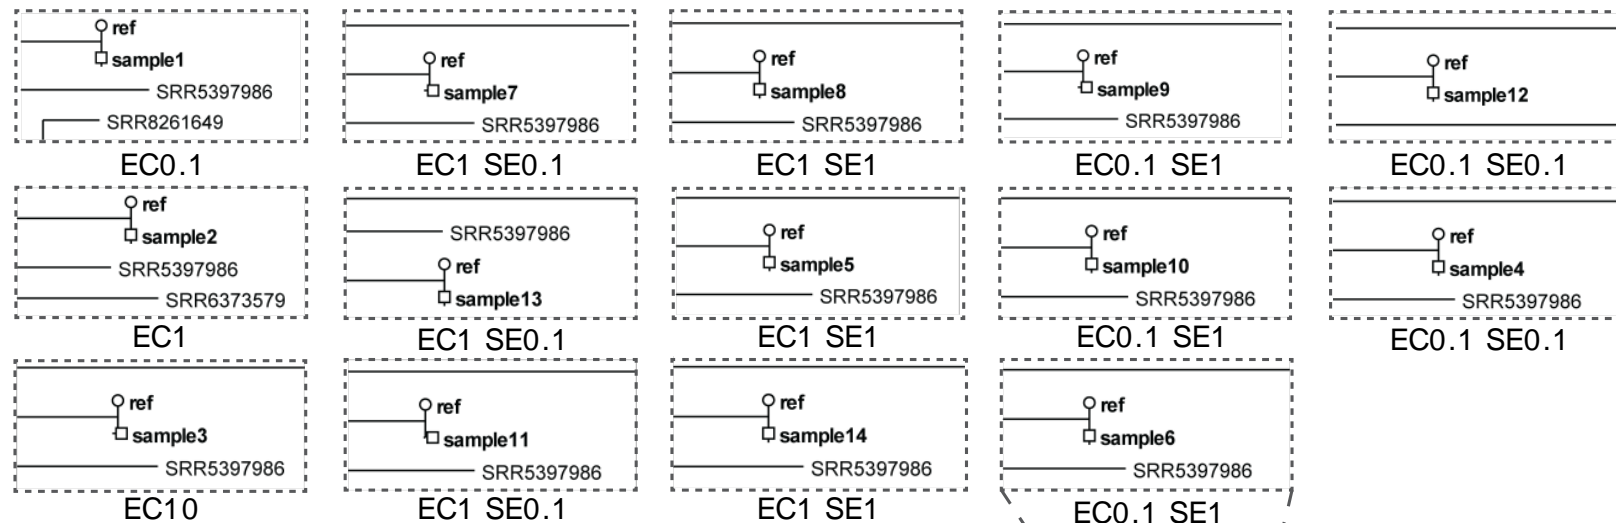 ref
sample1
SRR5397986
SRR8261649
EC0.1
ref
sample7
SRR5397986
EC1 SE0.1
ref
sample8
SRR5397986
EC1 SE1
ref
sample9
SRR5397986
EC0.1 SE1
ref
sample12
EC0.1 SE0.1
ref
sample2
SRR5397986
SRR6373579
EC1
SRR5397986
ref
sample13
EC1 SE0.1
ref
sample5
SRR5397986
EC1 SE1
ref
sample10
SRR5397986
EC0.1 SE1
ref
sample4
SRR5397986
EC0.1 SE0.1
ref
sample3
SRR5397986
EC10
ref
sample11
SRR5397986
EC1 SE0.1
ref
sample14
SRR5397986
EC1 SE1
ref
sample6
SRR5397986
EC0.1 SE1